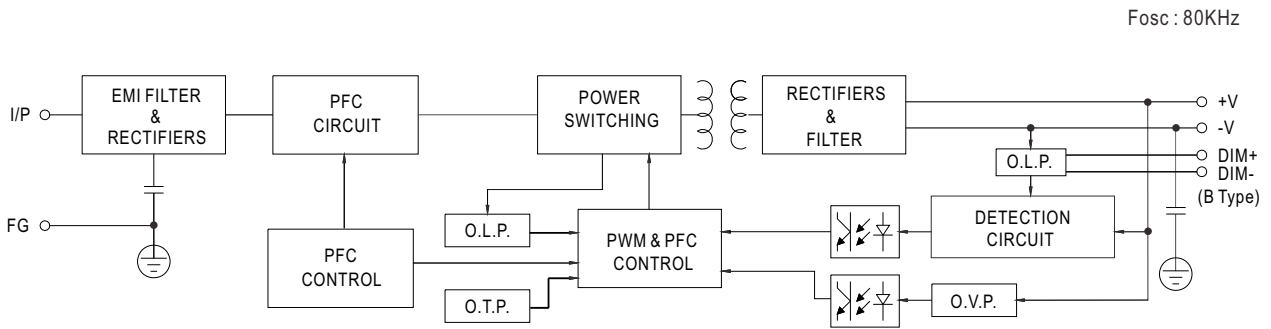 Fosc : 80KHz
I/P
EMI FILTER
&
RECTIFIERS
PFC
CIRCUIT
POWER
SWITCHING
RECTIFIERS
&
FILTER
+V
-V
O.L.P.
DIM+
DIM-
(B Type)
FG
PFC
CONTROL
O.L.P.
O.T.P.
PWM & PFC
CONTROL
DETECTION
CIRCUIT
O.V.P.